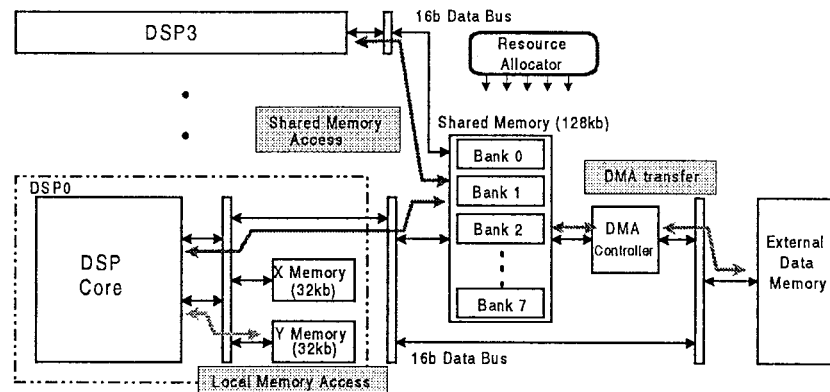 16b Data Bus
DSP3
Resource
Allocator
Shared Memory
Access
Shared Memory (128kb)
Bank 0
Bank 1
Bank 2
Bank 7
DMA transfer
DMA
Controller
External
Data
Memory
DSP0
DSP
Core
X Memory
(32kb)
Y Memory
(32kb)
16b Data Bus
Local Memory Access